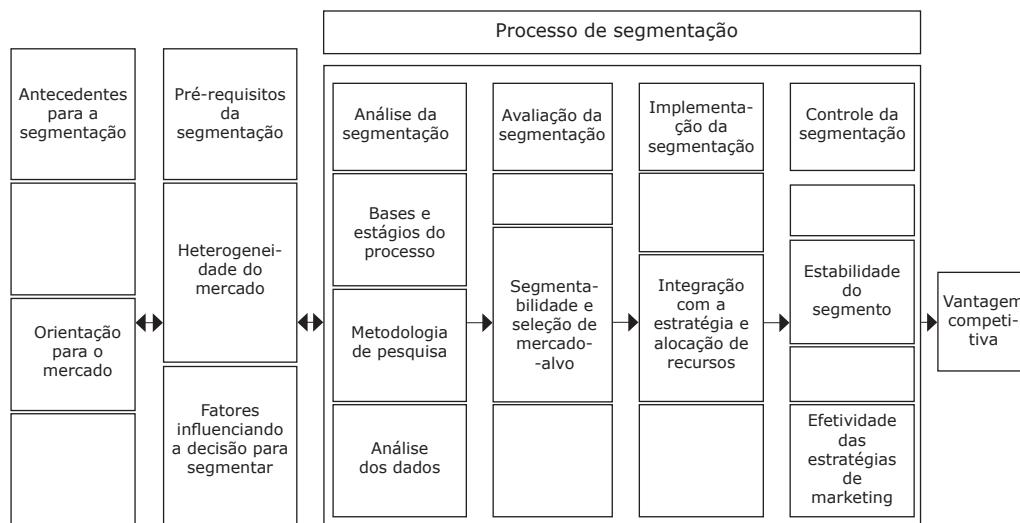 Processo de segmentação
Antecedentes
para a
segmentação
Orientação
para o
mercado
Pré-requisitos
da
segmentação
Heterogenei-
dade do
mercado
Fatores
influenciando
a decisão para
segmentar
Análise da
segmentação
Bases e
estágios do
processo
Metodologia
de pesquisa
Análise
dos dados
Avaliação da
segmentação
Segmenta-
bilidade e
seleção de
mercado-
-alvo
Implementa-
ção da
segmentação
Integração
com a
estratégia e
alocação de
recursos
Controle da
segmentação
Estabilidade
do
segmento
Efetividade
das
estratégias
de
marketing
Vantagem
competi-
tiva